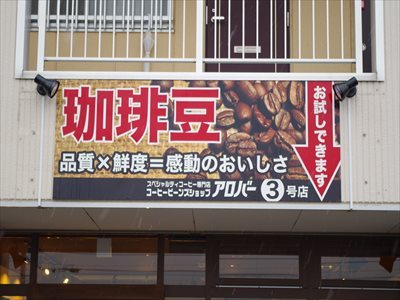 珈琲豆
品質×鮮度=感動のおいしさ
スペシャルティコーヒー専門店
コーヒービーンズショップ アロバー ③号店
お試しできます